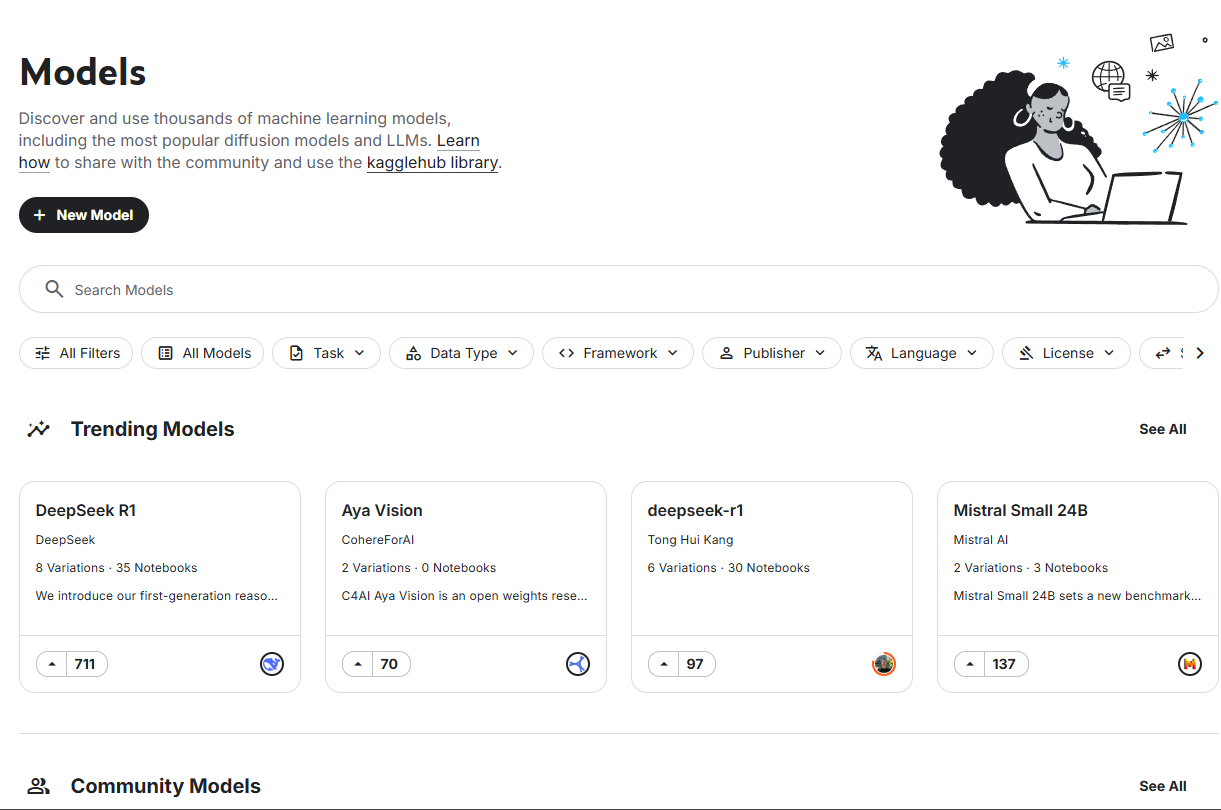 Models
Discover and use thousands of machine learning models,
including the most popular diffusion models and LLMs. Learn
how to share with the community and use the kagglehub library.
+ New Model
Search Models
All Filters All Models Task Data Type Framework Publisher Language License
Trending Models See All
DeepSeek R1
DeepSeek
8 Variations · 35 Notebooks
We introduce our first-generation reaso...
711
Aya Vision
CohereForAI
2 Variations · 0 Notebooks
C4AI Aya Vision is an open weights rese...
70
deepseek-r1
Tong Hui Kang
6 Variations · 30 Notebooks
97
Mistral Small 24B
Mistral AI
2 Variations · 3 Notebooks
Mistral Small 24B sets a new benchmark...
137
Community Models See All